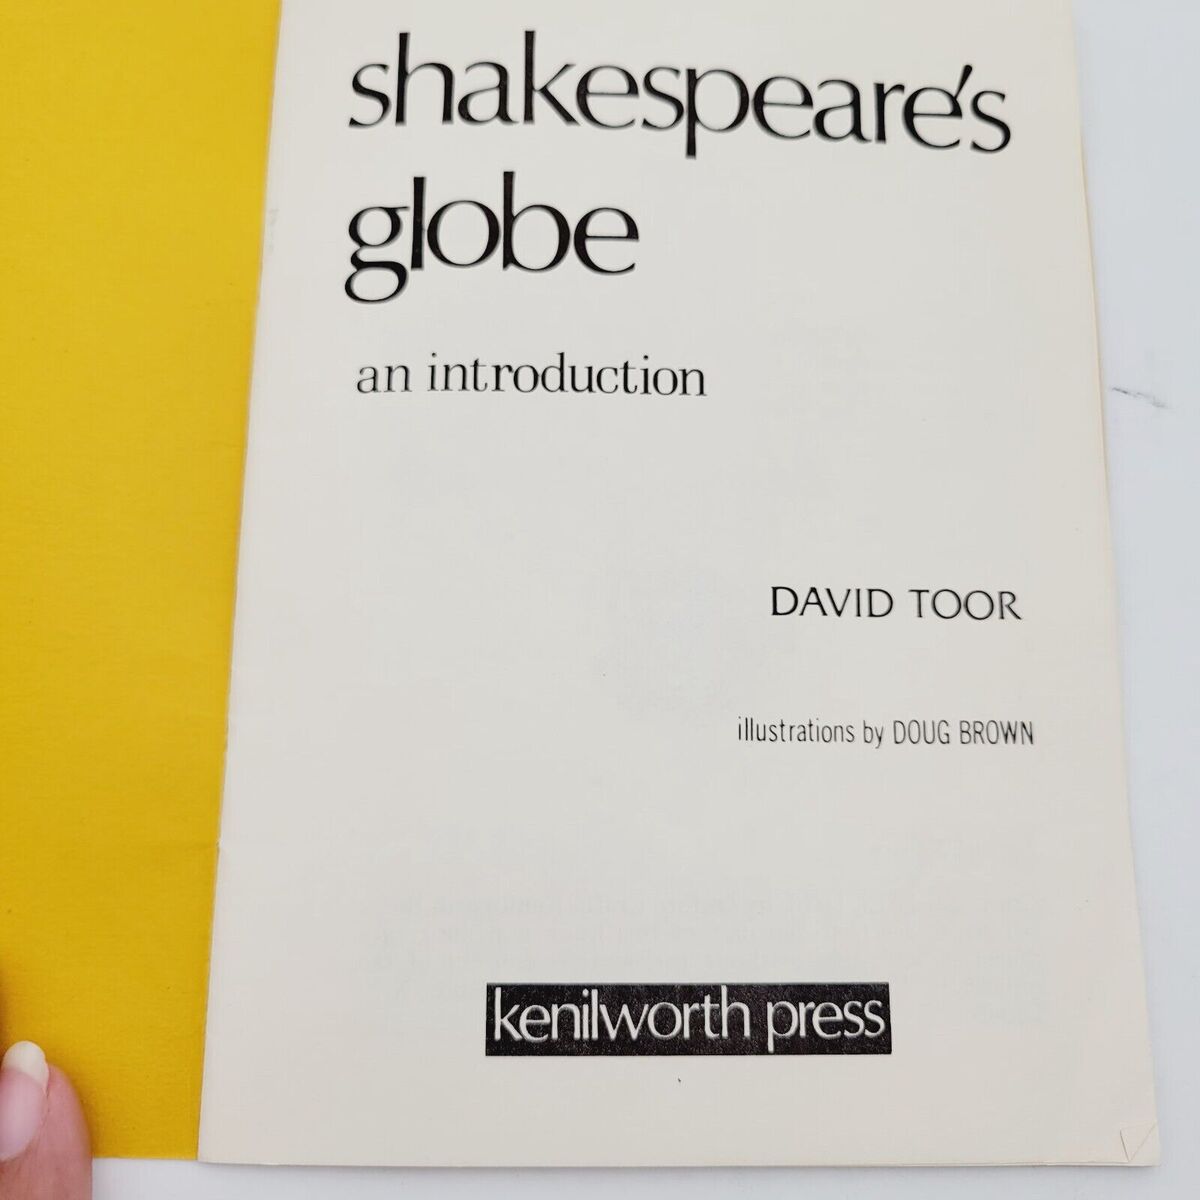 shakespeare's
globe
an introduction
DAVID TOOR
illustrations by DOUG BROWN
kenilworth press